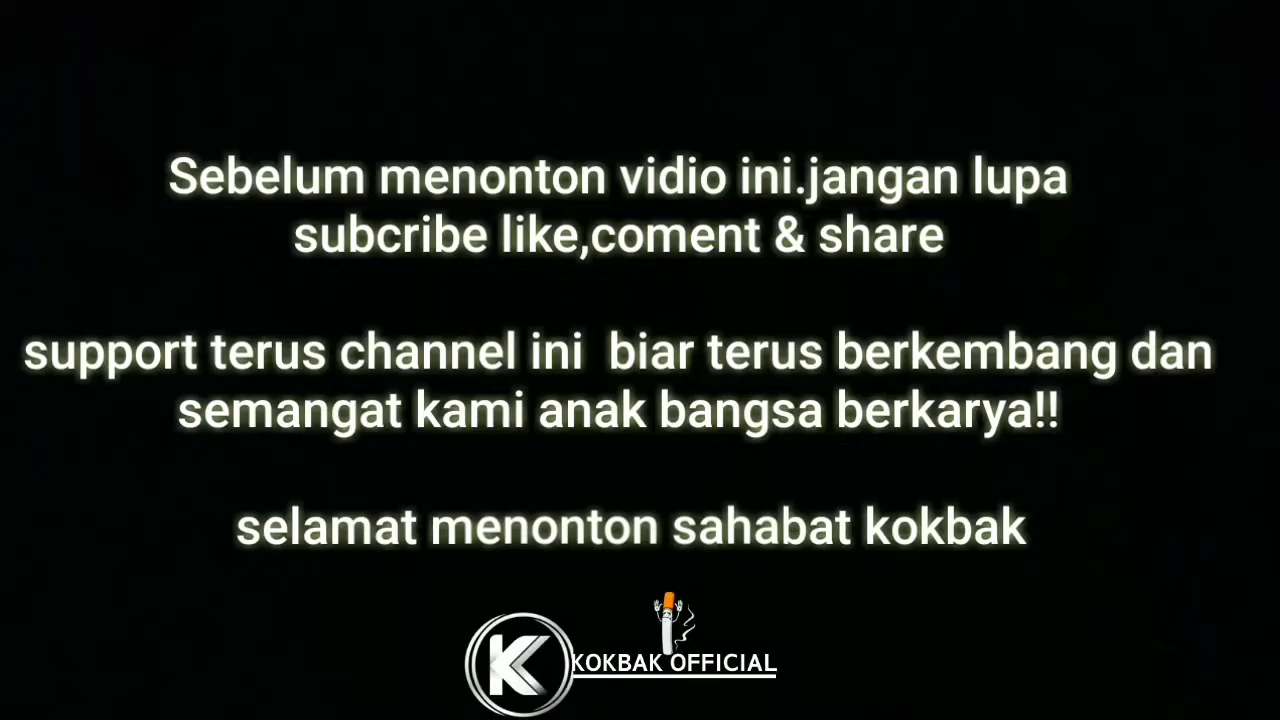 Sebelum menonton vidio ini.jangan lupa
subcribe like,coment & share
support terus channel ini  biar terus berkembang dan
semangat kami anak bangsa berkarya!!
selamat menonton sahabat kokbak
K
KOKBAK OFFICIAL